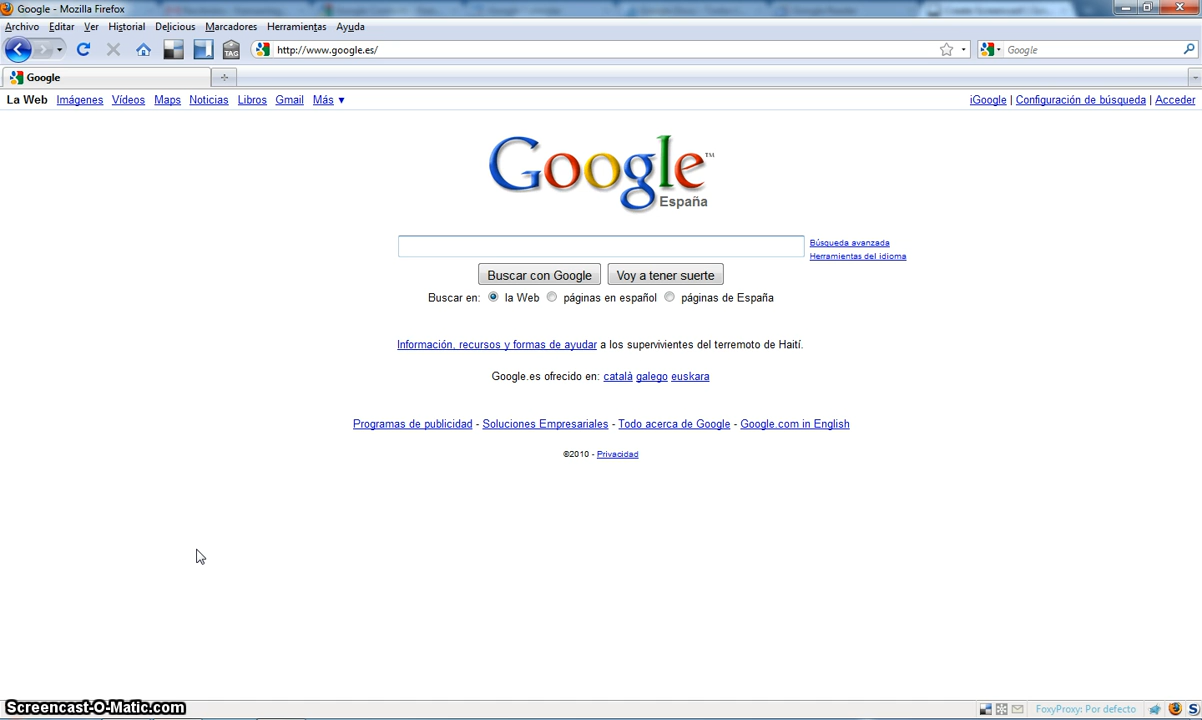 Google - Mozilla Firefox
Archivo Editar Ver Historial Delicious Marcadores Herramientas Ayuda
TAG http://www.google.es/ Google
Google
La Web Imágenes Vídeos Maps Noticias Libros Gmail Más ▼ iGoogle | Configuración de búsqueda | Acceder
Google™
España
Búsqueda avanzada
Herramientas del idioma
Buscar con Google Voy a tener suerte
Buscar en: la Web páginas en español páginas de España
Información, recursos y formas de ayudar a los supervivientes del terremoto de Haití.
Google.es ofrecido en: català galego euskara
Programas de publicidad - Soluciones Empresariales - Todo acerca de Google - Google.com in English
©2010 - Privacidad
Screencast-O-Matic.com FoxyProxy: Por defecto S